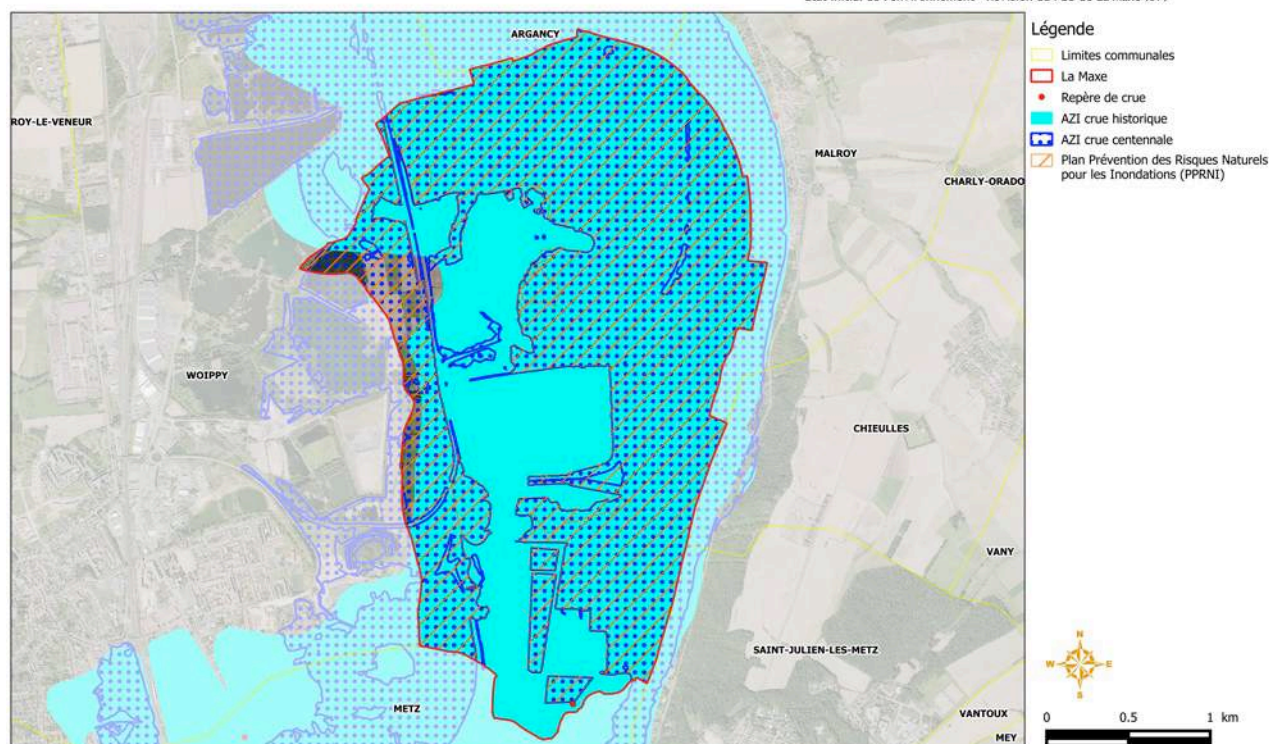 ARGANCY
ROY-LE-VENEUR
MALROY
CHARLY-ORADO
WOIPPY
CHIEULLES
VANY
SAINT-JULIEN-LES-METZ
METZ
VANTOUX
MEY
Légende
Limites communales
La Maxe
Repère de crue
AZI crue historique
AZI crue centennale
Plan Prévention des Risques Naturels
pour les Inondations (PPRNI)
N
W E
S
0 0.5 1 km